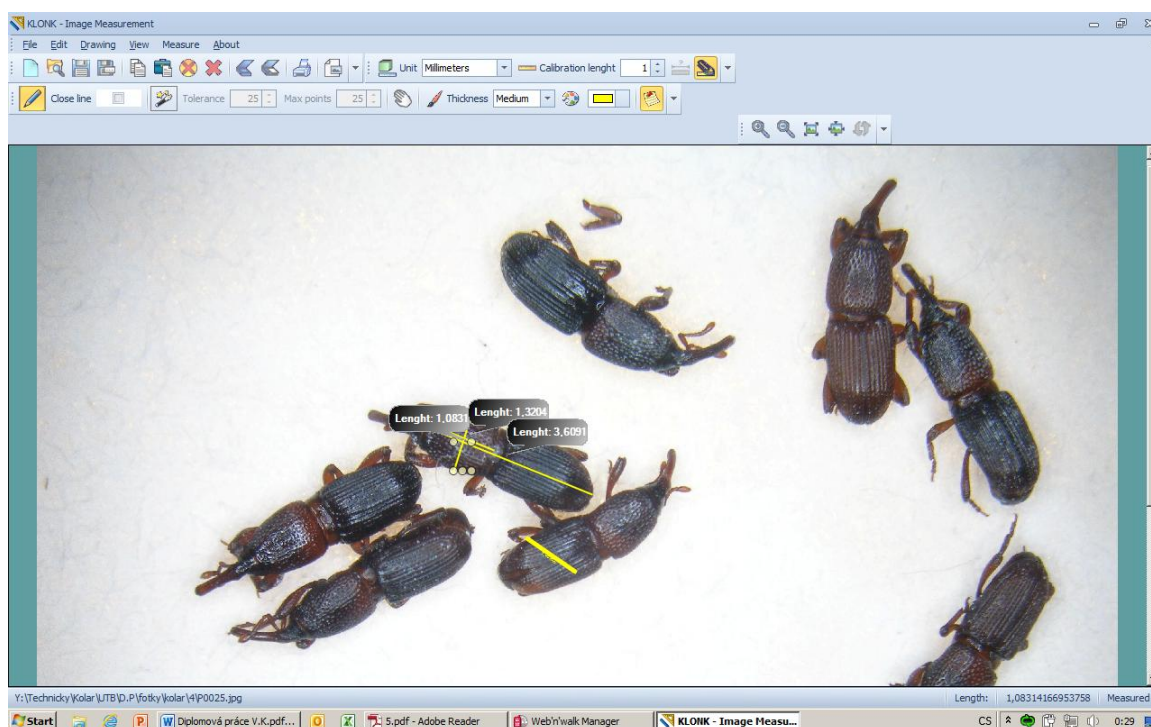 KLONK - Image Measurement
File Edit Drawing View Measure About
Unit Millimeters Calibration lenght 1
Close line Tolerance 25 Max points 25 Thickness Medium
Lenght: 1,0831 Lenght: 1,3204
Lenght: 3,6091
Y:\Technicky\Kolar\UTB\D.P\fotky\kolar\4\P0025.jpg Length: 1,08314166953758 Measured
Start P W Diplomová práce V.K.pdf... O X 5.pdf - Adobe Reader Web'n'walk Manager KLONK - Image Measu... CS 0:29